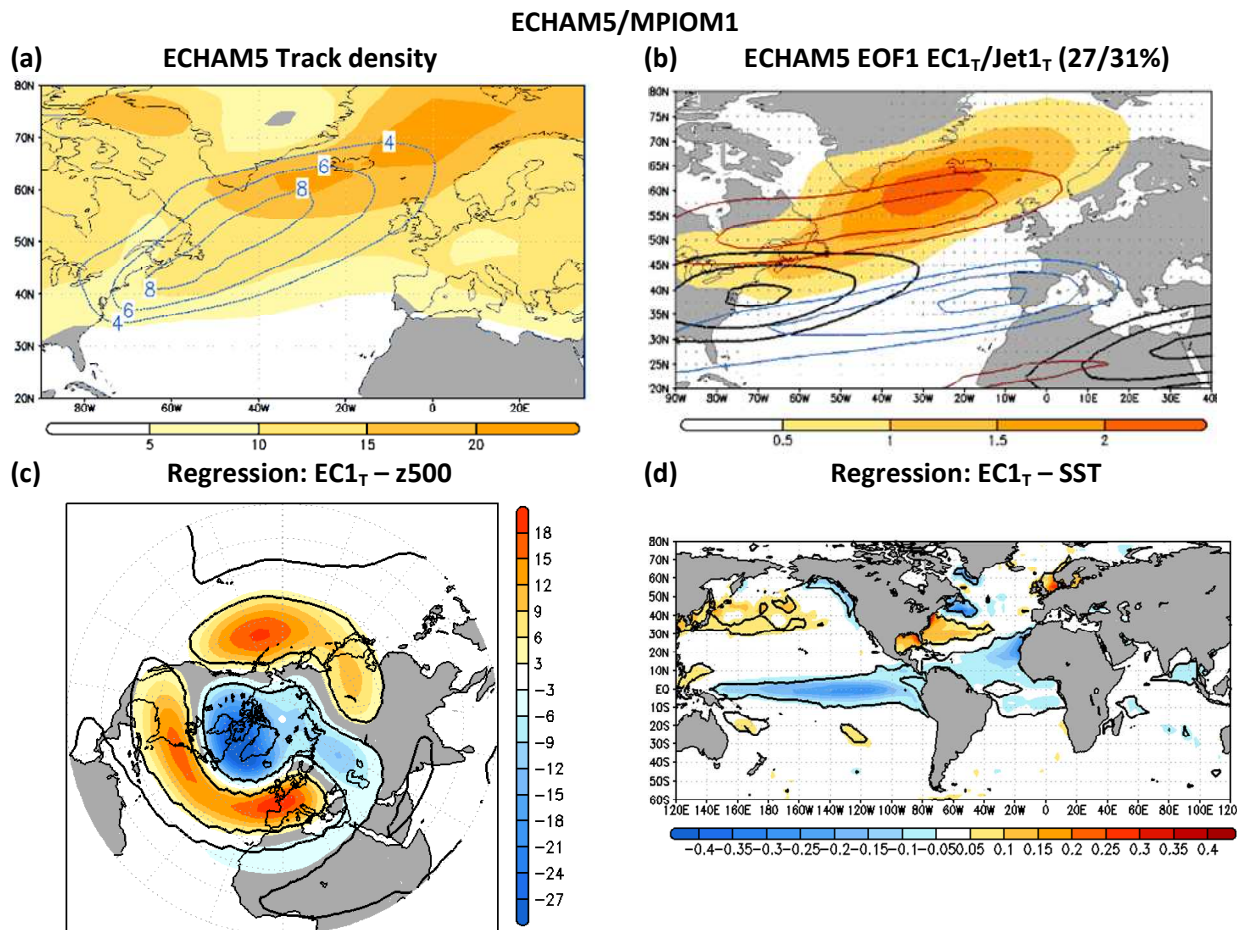 ECHAM5/MPIOM1
(a) ECHAM5 Track density
(b) ECHAM5 EOF1 EC1T/Jet1T (27/31%)
80N
70N
60N
50N
40N
30N
20N
80W 60W 40W 20W 0 20E
4
6
8
8
6
4
5 10 15 20
80N
75N
70N
65N
60N
55N
50N
45N
40N
35N
30N
25N
20N
90W 80W 70W 60W 50W 40W 30W 20W 10W 0 10E 20E 30E 40E
0.5 1 1.5 2
(c) Regression: EC1T – z500
(d) Regression: EC1T – SST
18
15
12
9
6
3
−3
−6
−9
−12
−15
−18
−21
−24
−27
80N
70N
60N
50N
40N
30N
20N
10N
EQ
10S
20S
30S
40S
50S
60S
120E 140E 160E 180 160W 140W 120W 100W 80W 60W 40W 20W 0 20E 40E 60E 80E 100E 120
−0.4 −0.35 −0.3 −0.25 −0.2 −0.15 −0.1 −0.05 0.05 0.1 0.15 0.2 0.25 0.3 0.35 0.4